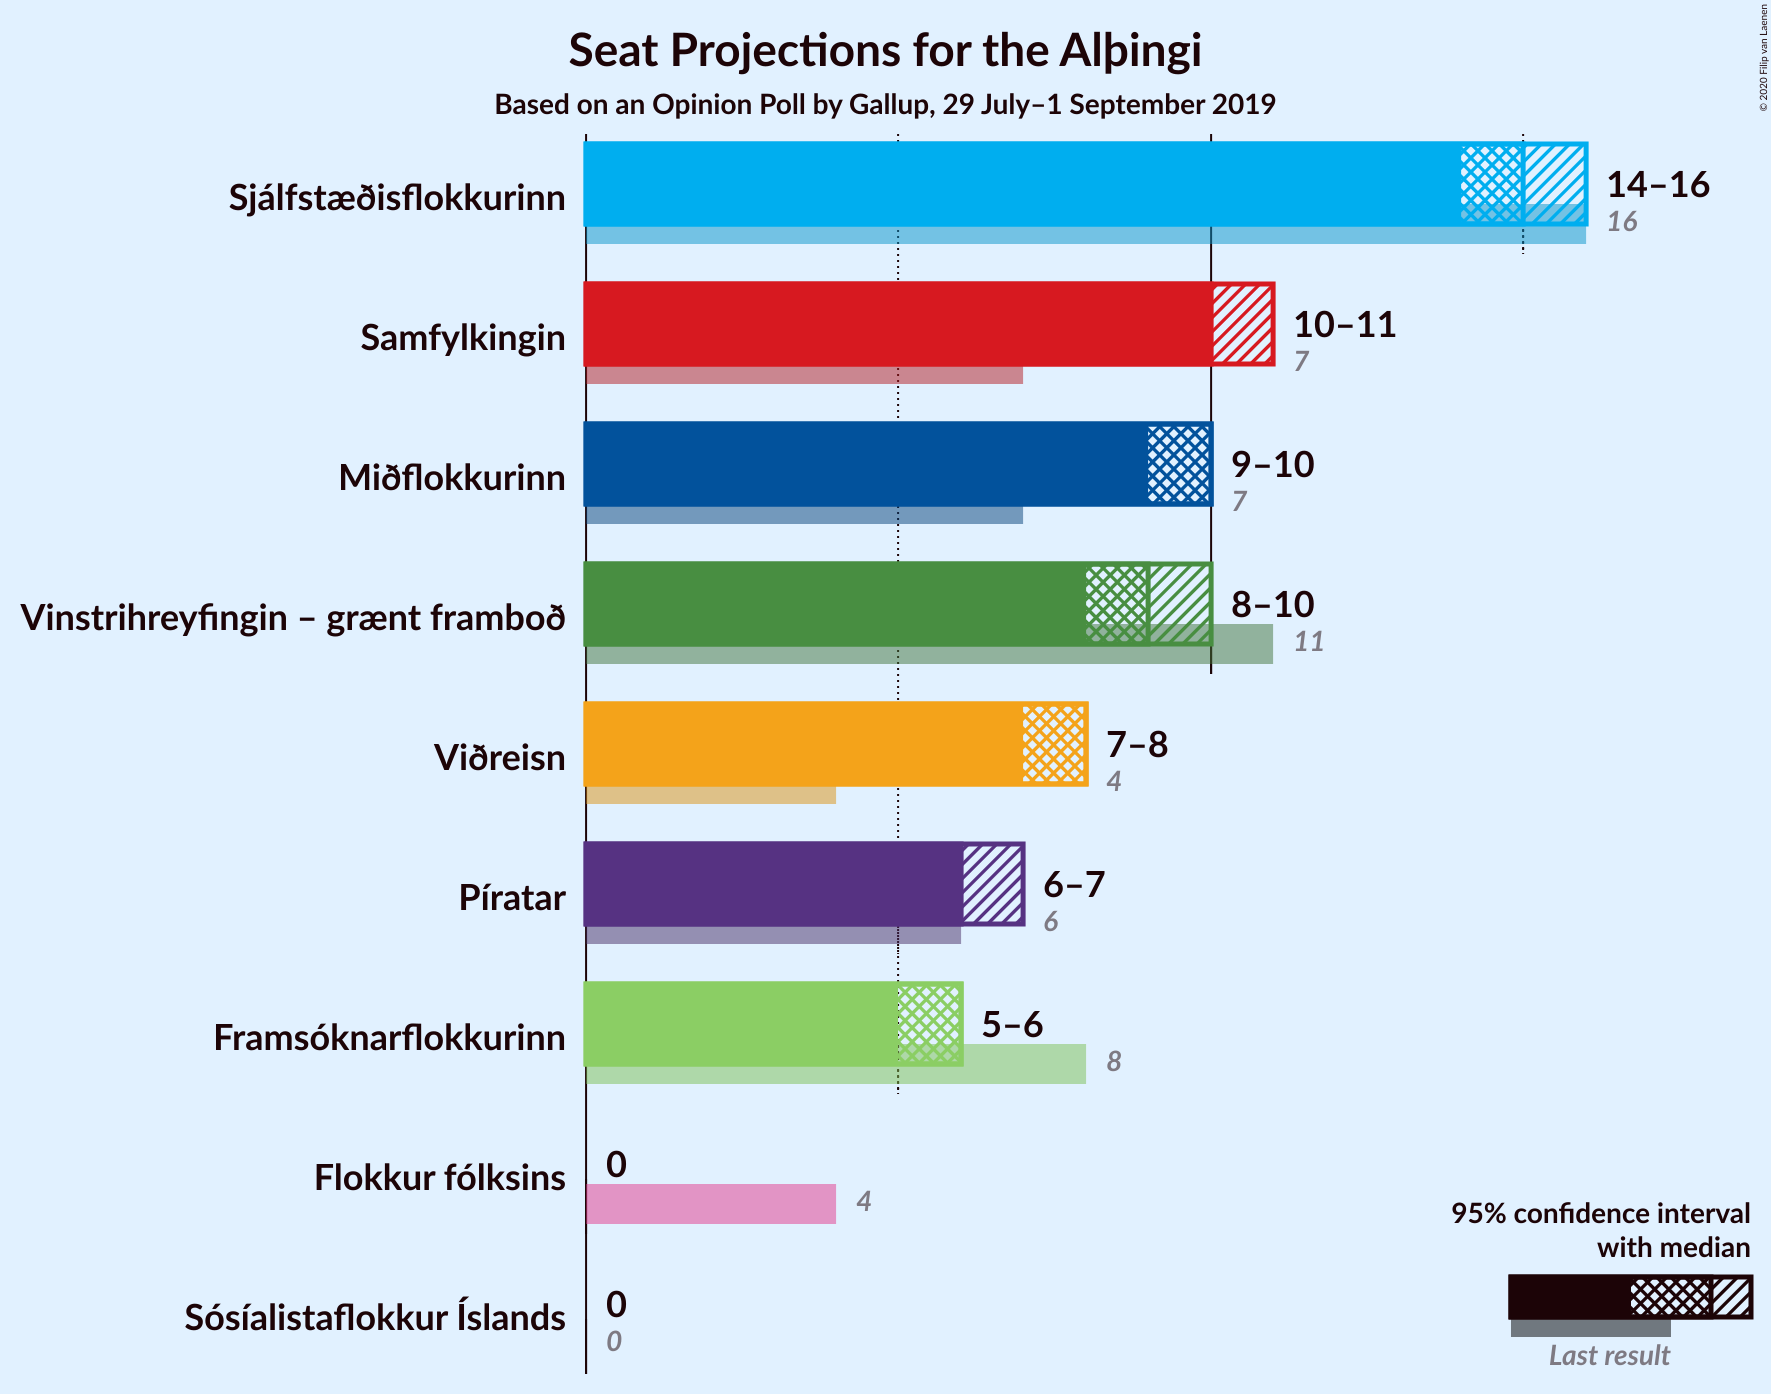 Seat Projections for the Alþingi
Based on an Opinion Poll by Gallup, 29 July–1 September 2019
© 2020 Filip van Laenen
Sjálfstæðisflokkurinn
14–16
16
Samfylkingin
10–11
7
Miðflokkurinn
9–10
7
Vinstrihreyfingin – grænt framboð
8–10
11
Viðreisn
7–8
4
Píratar
6–7
6
Framsóknarflokkurinn
5–6
8
Flokkur fólksins
0
4
Sósíalistaflokkur Íslands
0
0
95% confidence interval
with median
Last result